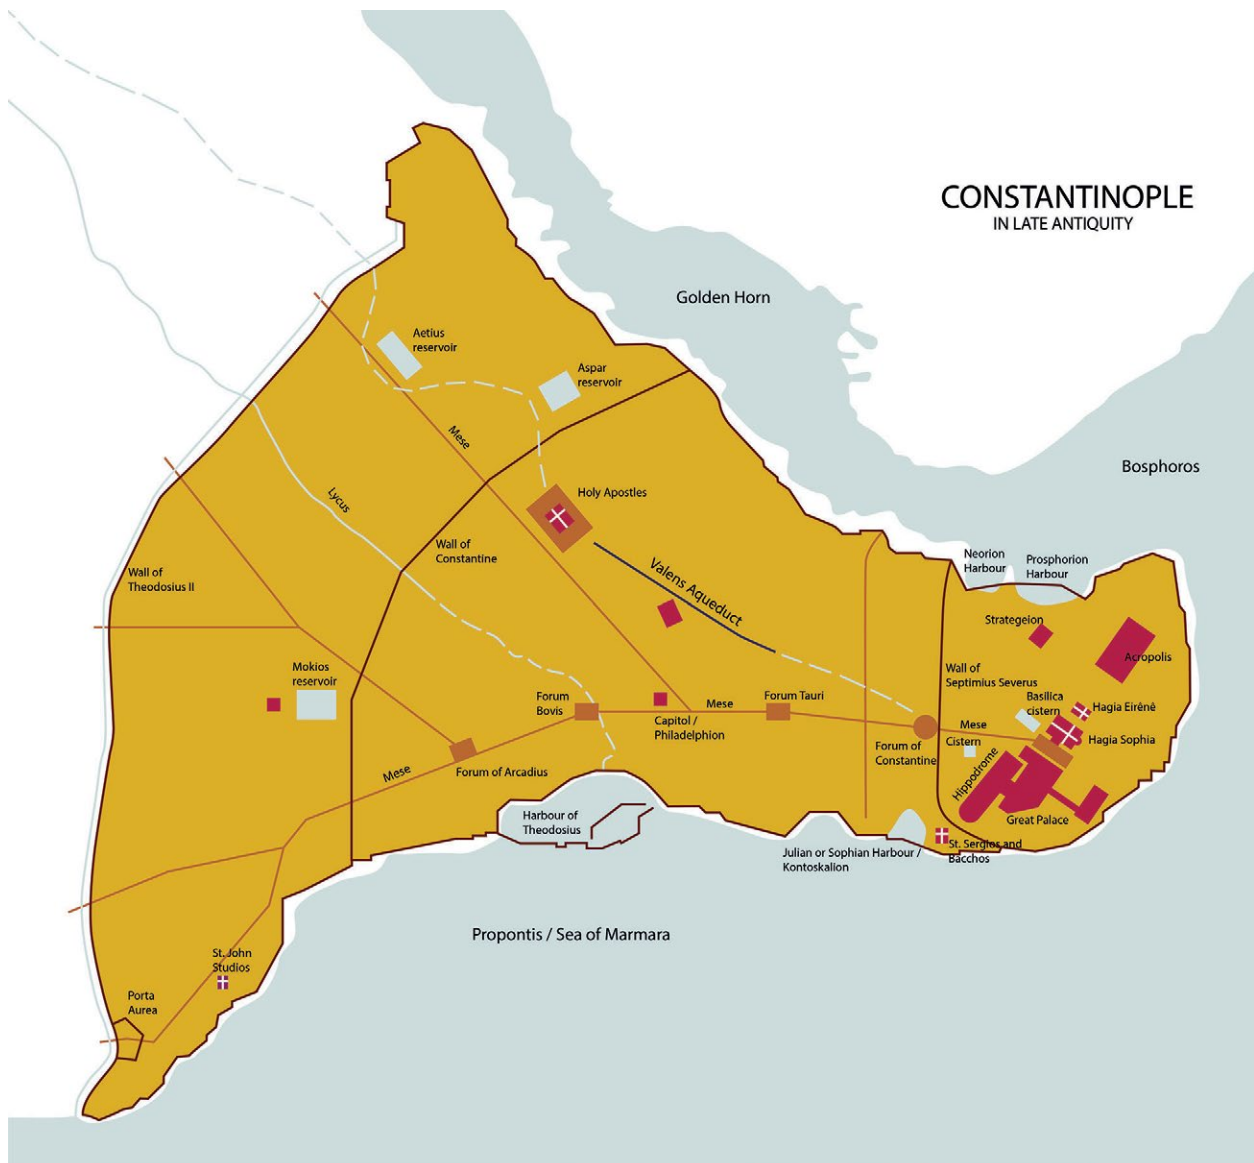 CONSTANTINOPLE
IN LATE ANTIQUITY
Golden Horn
Bosphoros
Aetius
reservoir
Aspar
reservoir
Mese
Lycus
Holy Apostles
Wall of
Constantine
Wall of
Theodosius II
Valens Aqueduct
Neorion
Harbour
Prosphorion
Harbour
Strategeion
Acropolis
Mokios
reservoir
Wall of
Septimius Severus
Basilica
cistern
Hagia Eirênê
Hagia Sophia
Forum
Bovis
Capitol /
Philadelphion
Mese
Forum Tauri
Forum of
Constantine
Mese
Cistern
Hippodrome
Great Palace
Mese
Forum of Arcadius
Harbour of
Theodosius
Julian or Sophian Harbour /
Kontoskalion
St. Sergios and
Bacchos
Propontis / Sea of Marmara
St. John
Studios
Porta
Aurea